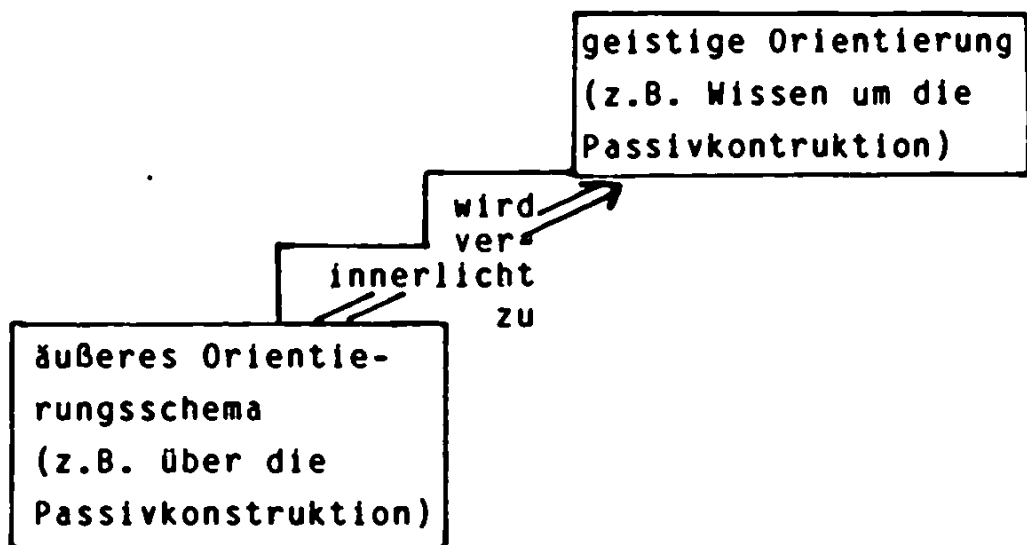 geistige Orientierung
(z.B. Wissen um die
Passivkontruktion)
wird
ver-
innerlicht
zu
äußeres Orientie-
rungsschema
(z.B. über die
Passivkonstruktion)